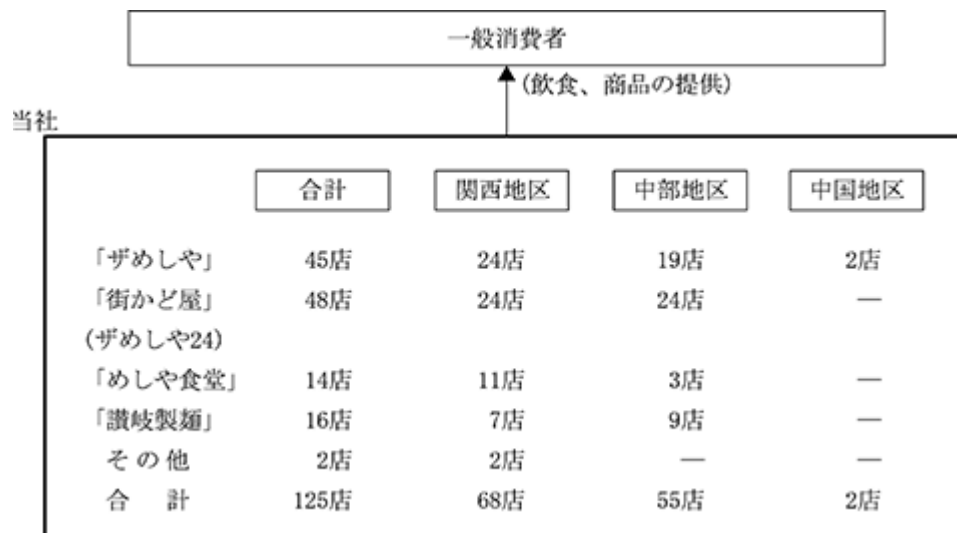 一般消費者
(飲食、商品の提供)
当社
合計 関西地区 中部地区 中国地区
「ザめしや」 45店 24店 19店 2店
「街かど屋」 48店 24店 24店 ―
(ザめしや24)
「めしや食堂」 14店 11店 3店 ―
「讃岐製麺」 16店 7店 9店 ―
その他 2店 2店 ― ―
合計 125店 68店 55店 2店